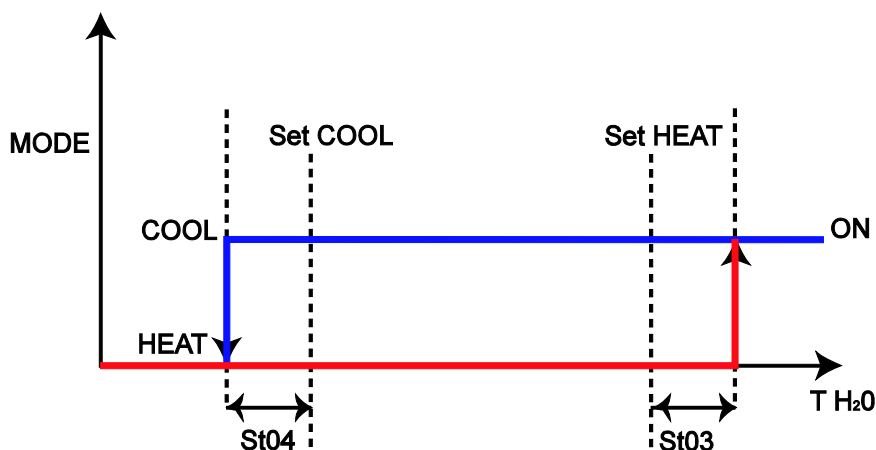 Set COOL
Set HEAT
MODE
COOL
ON
HEAT
T H₂0
St04
St03